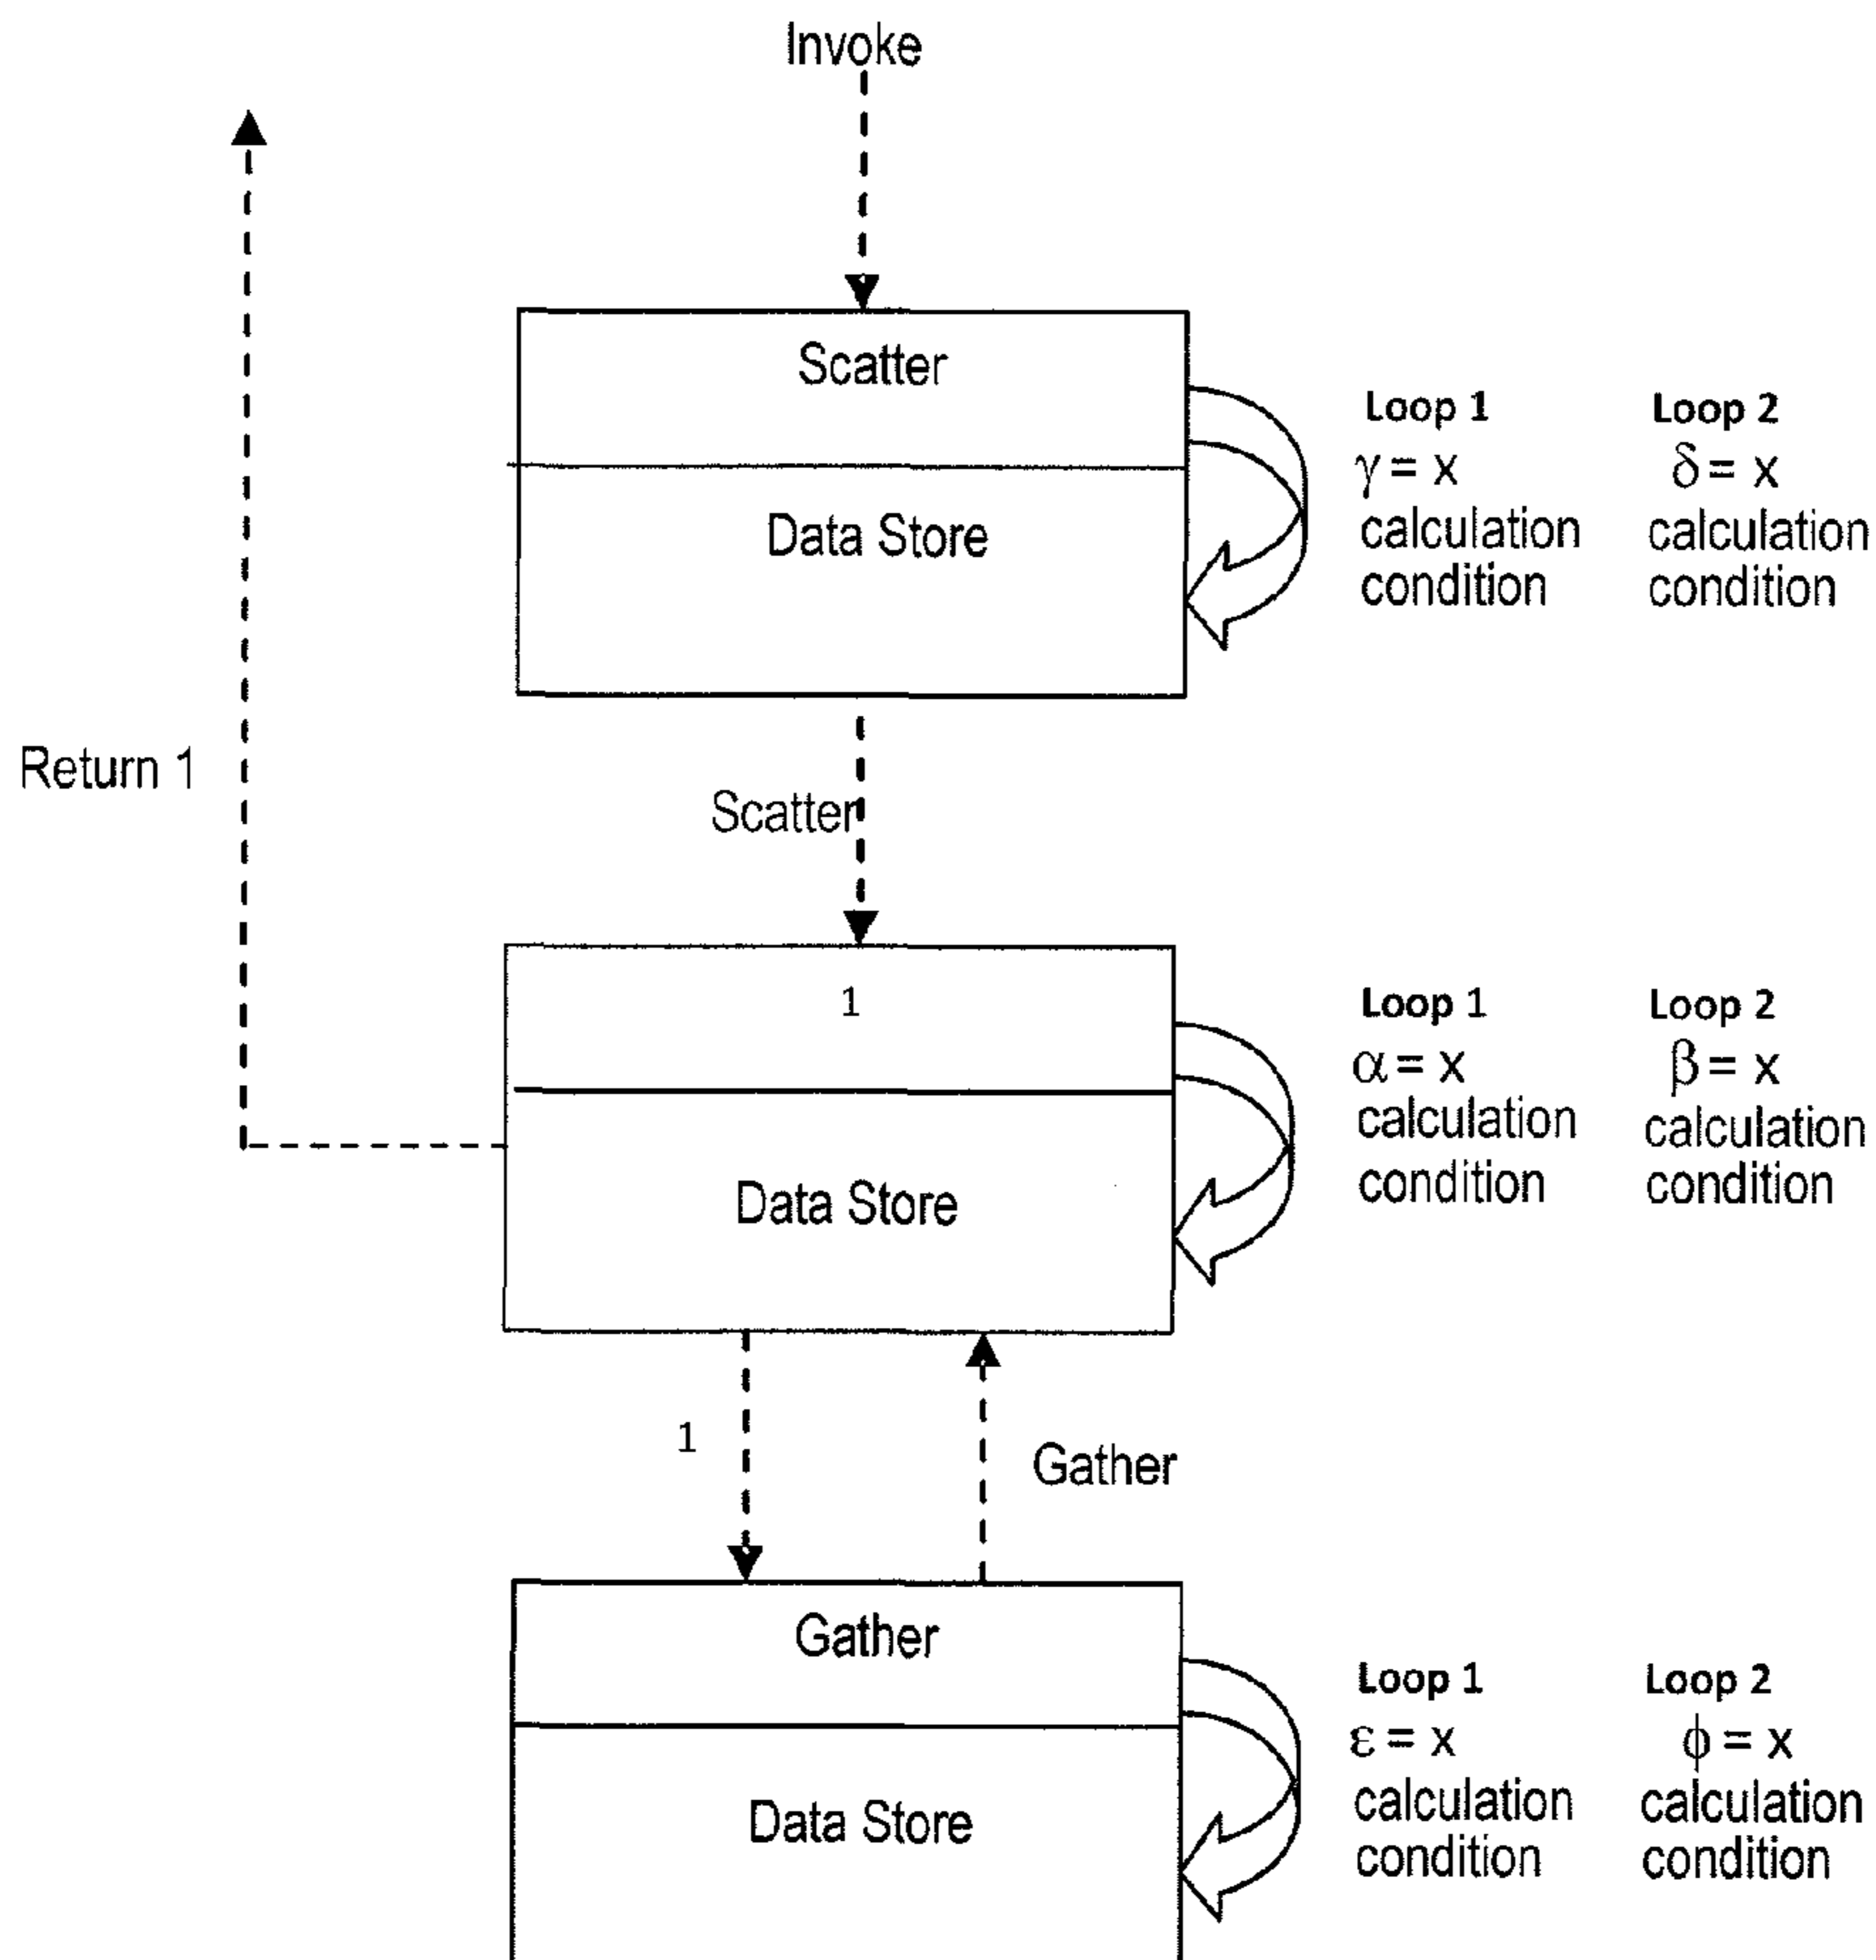 Invoke
Scatter
Data Store
Loop 1
γ = x
calculation
condition
Loop 2
δ = x
calculation
condition
Return 1
Scatter
1
Data Store
Loop 1
α = x
calculation
condition
Loop 2
β = x
calculation
condition
1
Gather
Gather
Data Store
Loop 1
ε = x
calculation
condition
Loop 2
ϕ = x
calculation
condition